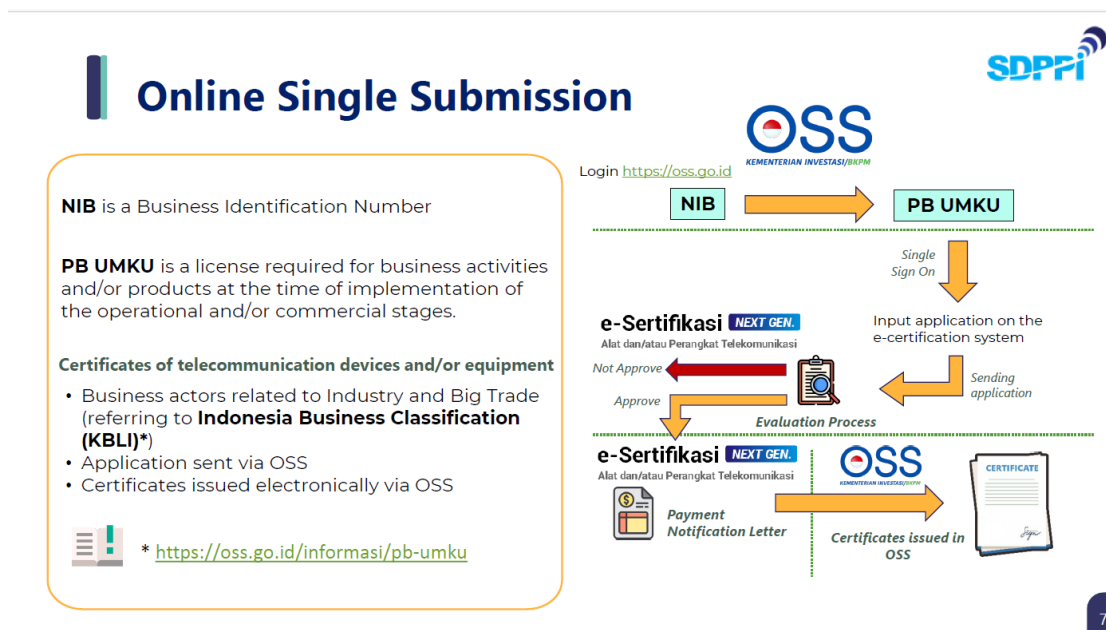 SDPPI
Online Single Submission
NIB is a Business Identification Number
PB UMKU is a license required for business activities
and/or products at the time of implementation of
the operational and/or commercial stages.
Certificates of telecommunication devices and/or equipment
• Business actors related to Industry and Big Trade
(referring to Indonesia Business Classification
(KBLI)*)
• Application sent via OSS
• Certificates issued electronically via OSS
* https://oss.go.id/informasi/pb-umku
OSS
KEMENTERIAN INVESTASI/BKPM
Login https://oss.go.id
NIB
PB UMKU
Single
Sign On
Input application on the
e-certification system
Sending
application
e-Sertifikasi NEXT GEN.
Alat dan/atau Perangkat Telekomunikasi
Not Approve
Approve
Evaluation Process
e-Sertifikasi NEXT GEN.
Alat dan/atau Perangkat Telekomunikasi
Payment
Notification Letter
OSS
KEMENTERIAN INVESTASI/BKPM
Certificates issued in
OSS
CERTIFICATE
7